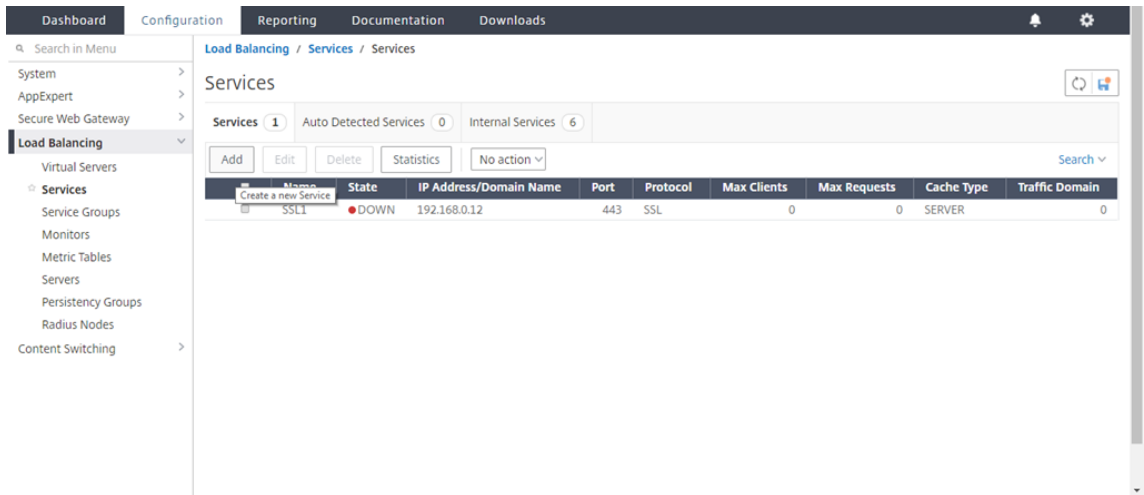 Dashboard Configuration Reporting Documentation Downloads
Search in Menu
System
AppExpert
Secure Web Gateway
Load Balancing
Virtual Servers
Services
Service Groups
Monitors
Metric Tables
Servers
Persistency Groups
Radius Nodes
Content Switching
Load Balancing / Services / Services
Services
Services 1 Auto Detected Services 0 Internal Services 6
Add Edit Delete Statistics No action Search
Name State IP Address/Domain Name Port Protocol Max Clients Max Requests Cache Type Traffic Domain
Create a new Service
SSL1 DOWN 192.168.0.12 443 SSL 0 0 SERVER 0